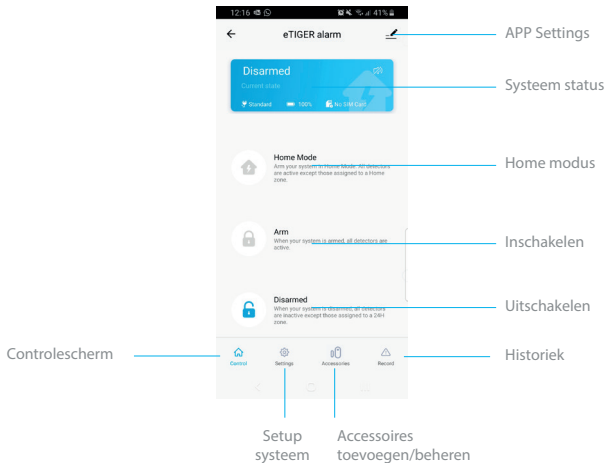 12:16 41%
eTIGER alarm
APP Settings
Disarmed
Current state
Systeem status
Standard 100% No SIM Card
Home Mode
Arm your system in Home Mode. All detectors
are active except those assigned to a Home
zone.
Home modus
Arm
When your system is armed, all detectors are
active.
Inschakelen
Disarmed
When your system is disarmed, all detectors
are inactive except those assigned to a 24H
zone.
Uitschakelen
Controlescherm
Control Settings Accessories Record
Historiek
Setup
systeem
Accessoires
toevoegen/beheren